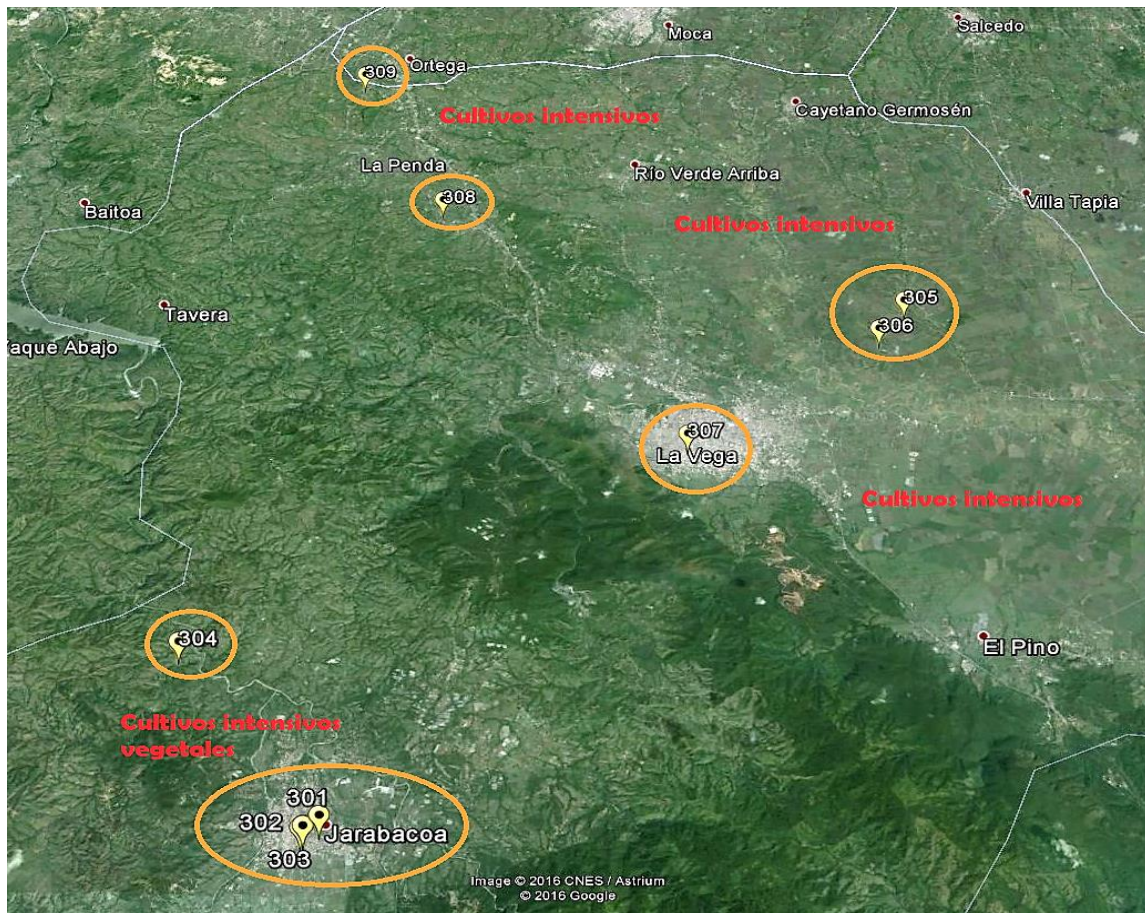 Moca
Salcedo
Ortega
309
Cayetano Germosén
Cultivos intensivos
La Penda
Río Verde Arriba
308
Villa Tapia
Baitoa
Cultivos intensivos
305
Tavera
306
Yaque Abajo
307
La Vega
Cultivos intensivos
304
El Pino
Cultivos intensivos
vegetales
301
302
Jarabacoa
303
Image © 2016 CNES / Astrium
© 2016 Google